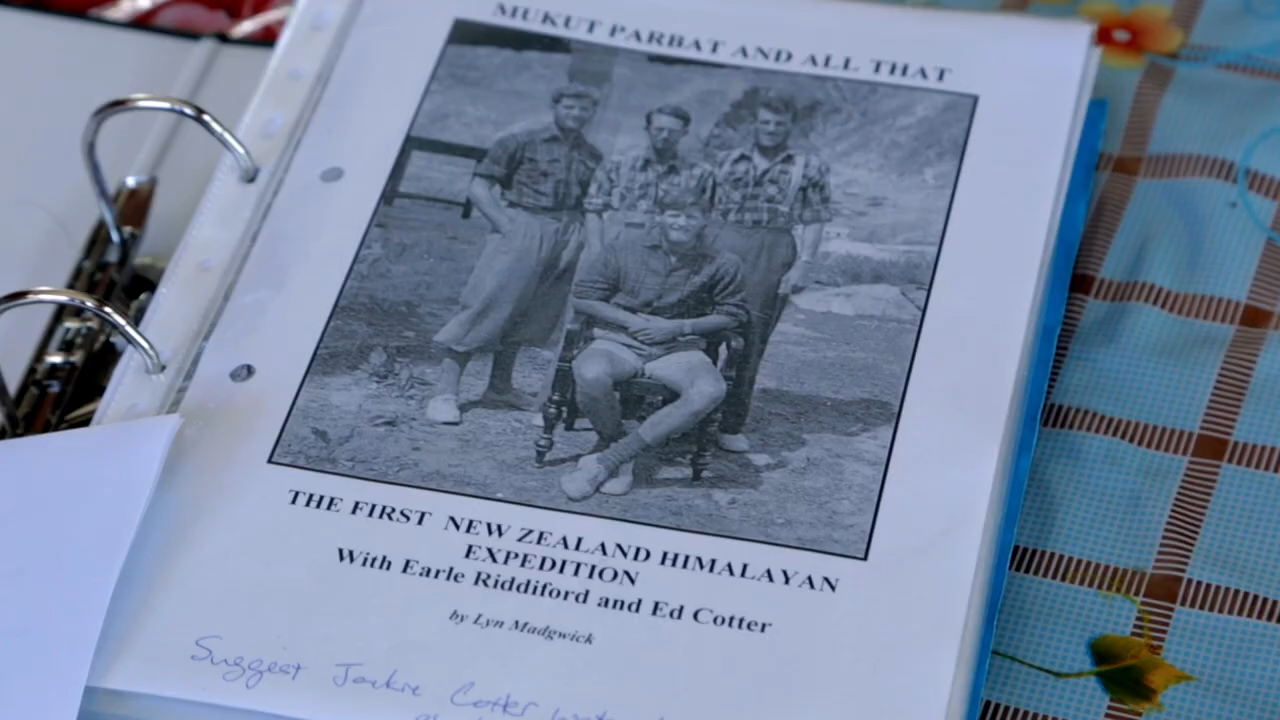 MUKUT PARBAT AND ALL THAT
THE FIRST NEW ZEALAND HIMALAYAN
EXPEDITION
With Earle Riddiford and Ed Cotter
by Lyn Madgwick
Suggest Jackie Cotter